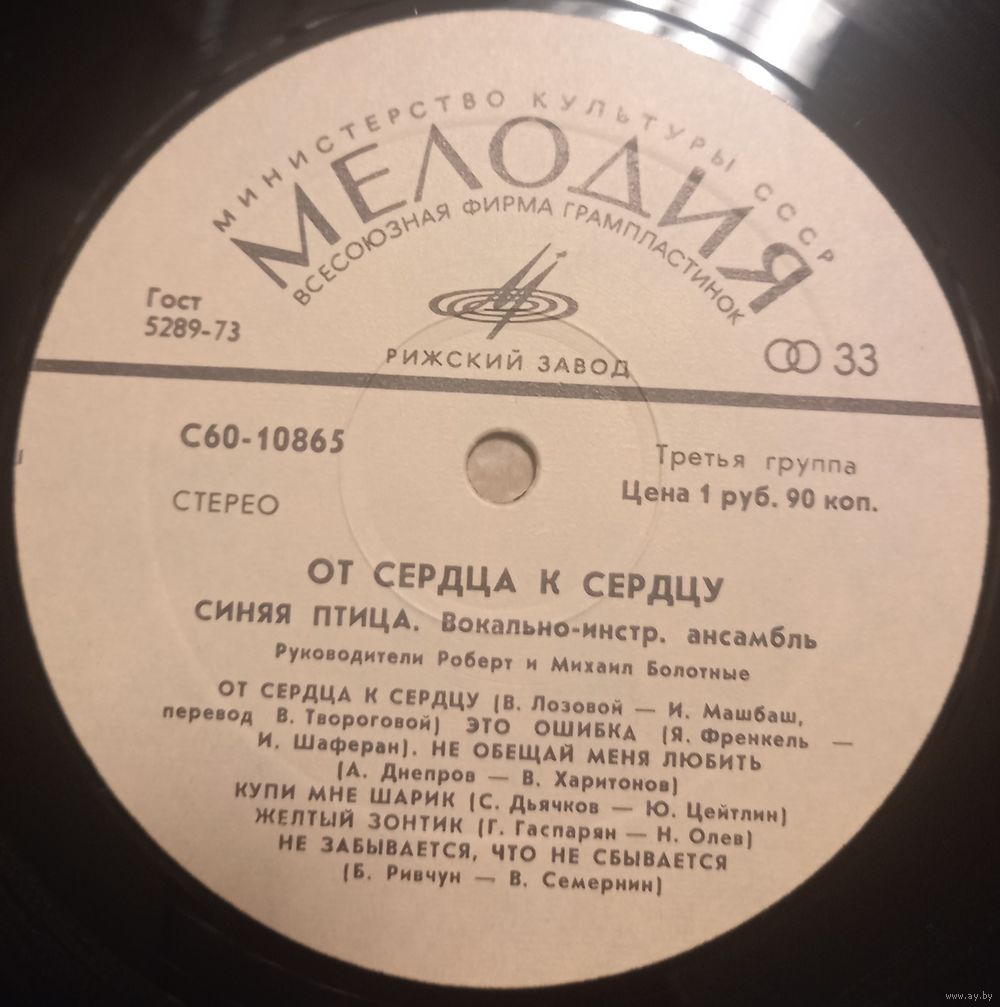 МИНИСТЕРСТВО КУЛЬТУРЫ СССР
МЕЛОДИЯ
ВСЕСОЮЗНАЯ ФИРМА ГРАМПЛАСТИНОК
Гост
5289-73
РИЖСКИЙ ЗАВОД
33
С60-10865
СТЕРЕО
Третья группа
Цена 1 руб. 90 коп.
ОТ СЕРДЦА К СЕРДЦУ
СИНЯЯ ПТИЦА. Вокально-инстр. ансамбль
Руководители Роберт и Михаил Болотные
ОТ СЕРДЦА К СЕРДЦУ (В. Лозовой — И. Машбаш,
перевод В. Твороговой) ЭТО ОШИБКА (Я. Френкель —
И. Шаферан). НЕ ОБЕЩАЙ МЕНЯ ЛЮБИТЬ
(А. Днепров — В. Харитонов)
КУПИ МНЕ ШАРИК (С. Дьячков — Ю. Цейтлин)
ЖЕЛТЫЙ ЗОНТИК (Г. Гаспарян — Н. Олев)
НЕ ЗАБЫВАЕТСЯ, ЧТО НЕ СБЫВАЕТСЯ
(Б. Ривчун — В. Семернин)
www.ay.by